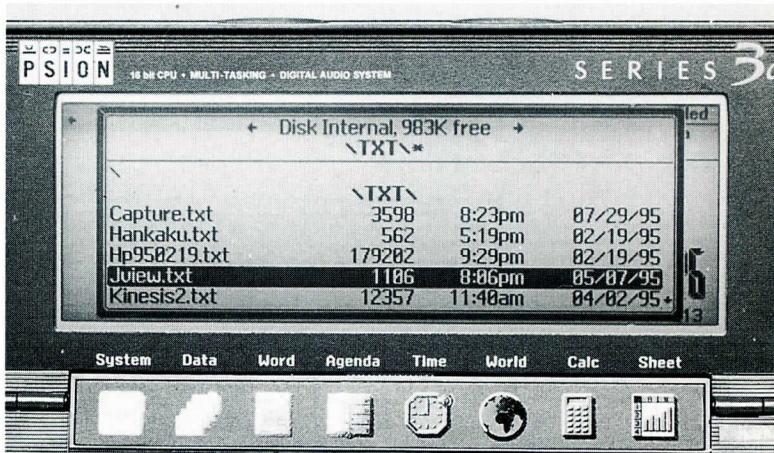 PSION
16 bit CPU • MULTI-TASKING • DIGITAL AUDIO SYSTEM
SERIES 3a
← Disk Internal, 983K free →
\TXT\*
\
\TXT\
Capture.txt 3598 8:23pm 07/29/95
Hankaku.txt 562 5:19pm 02/19/95
Hp950219.txt 179202 9:29pm 02/19/95
Jview.txt 1106 8:06pm 05/07/95
Kinesis2.txt 12357 11:40am 04/02/95
13
System Data Word Agenda Time World Calc Sheet